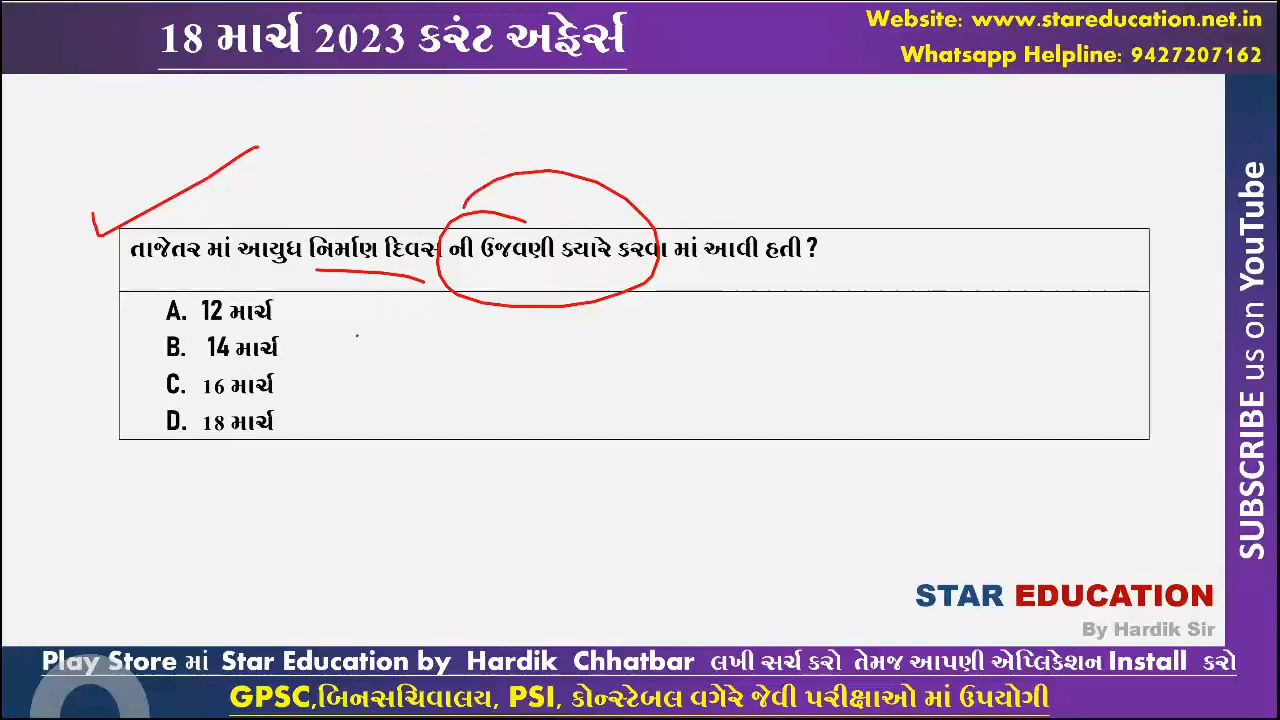 18 માર્ચ 2023 કરંટ અફેર્સ
Website: www.stareducation.net.in
Whatsapp Helpline: 9427207162
તાજેતર માં આયુધ નિર્માણ દિવસ ની ઉજવણી ક્યારે કરવા માં આવી હતી?
A. 12 માર્ચ
B. 14 માર્ચ
C. 16 માર્ચ
D. 18 માર્ચ
SUBSCRIBE us on YouTube
STAR EDUCATION
By Hardik Sir
Play Store માં Star Education by Hardik Chhatbar લખી સર્ચ કરો તેમજ આપણી એપ્લિકેશન Install કરો
GPSC,બિનસચિવાલય, PSI, કોન્સ્ટેબલ વગેરે જેવી પરીક્ષાઓ માં ઉપયોગી